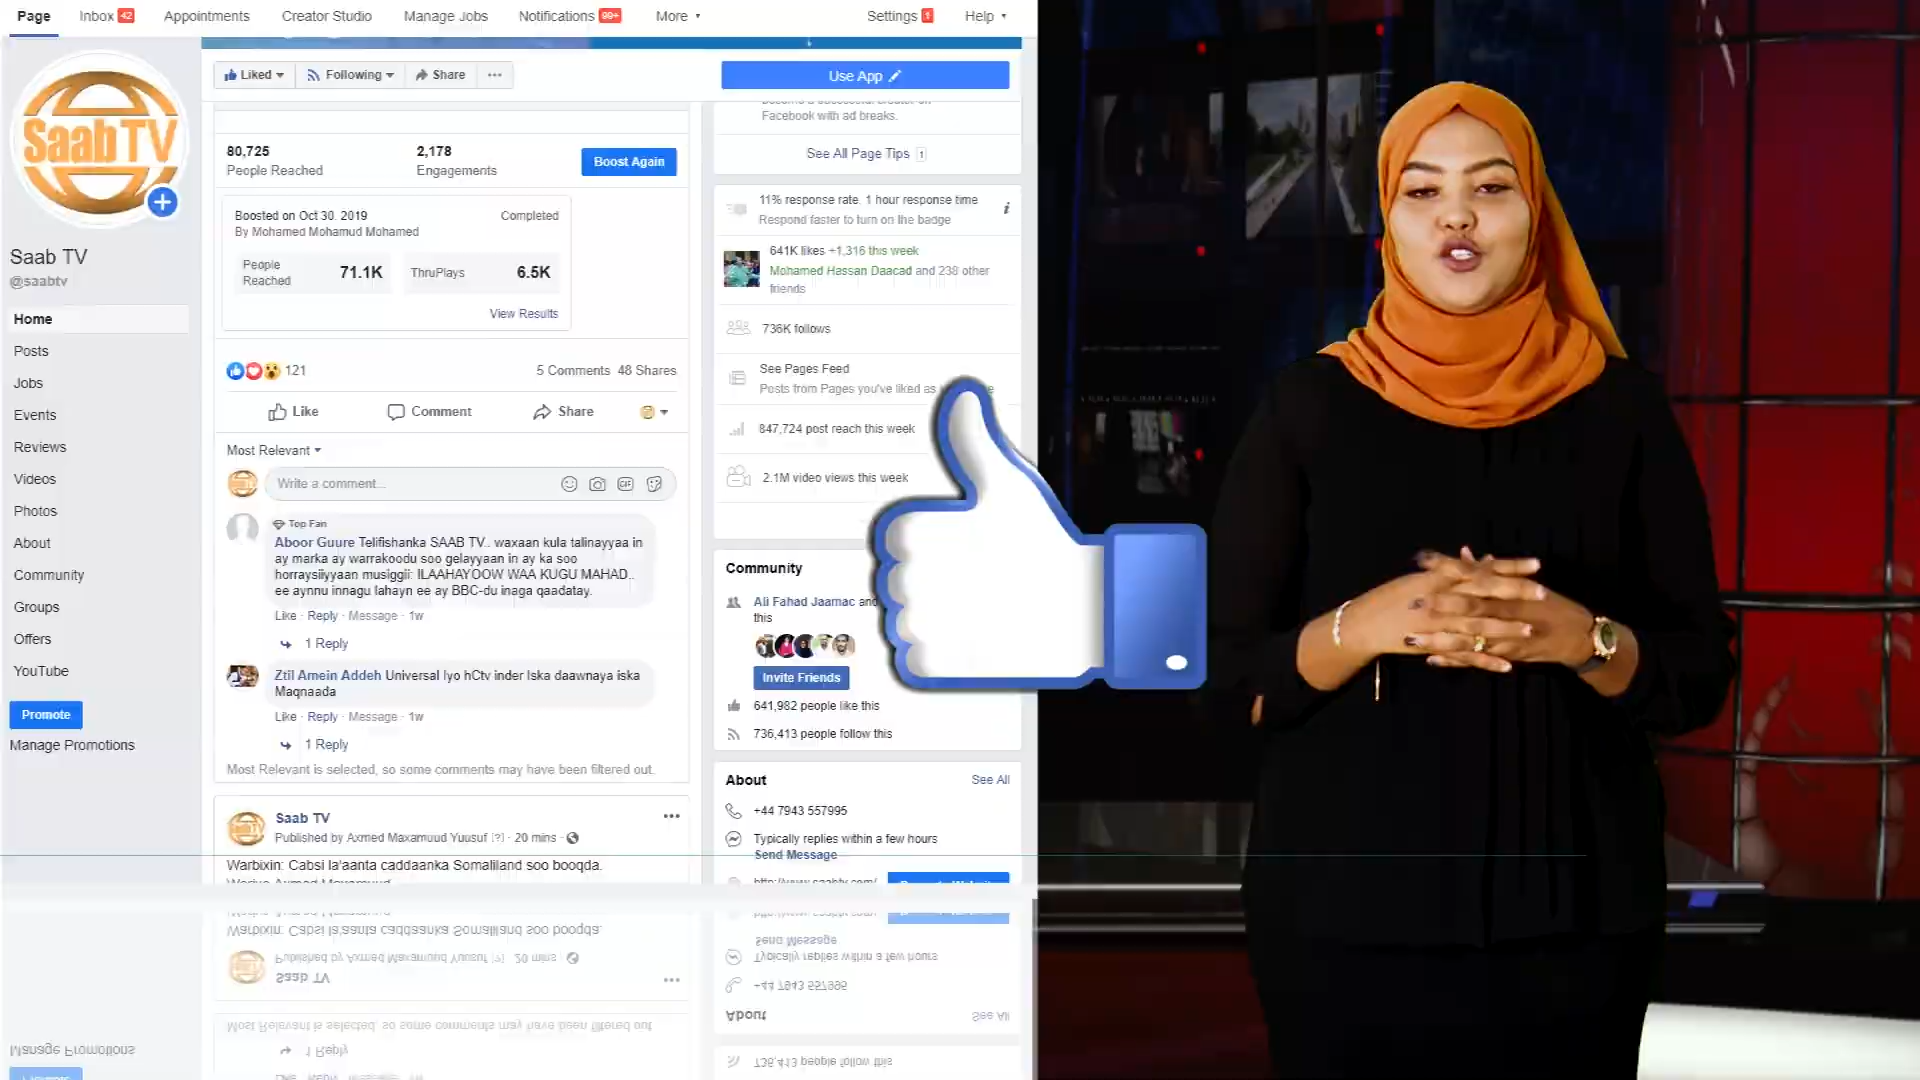 Page
Inbox 42
Appointments
Creator Studio
Manage Jobs
Notifications 99+
More
Settings 1
Help
SaabTV
Saab TV
@saabtv
Home
Posts
Jobs
Events
Reviews
Videos
Photos
About
Community
Groups
Offers
YouTube
Promote
Manage Promotions
Liked
Following
Share
Use App
80,725
People Reached
2,178
Engagements
Boost Again
Boosted on Oct 30, 2019
Completed
By Mohamed Mohamud Mohamed
People Reached
71.1K
ThruPlays
6.5K
View Results
121
5 Comments 48 Shares
Like
Comment
Share
Most Relevant
Write a comment...
GIF
Top Fan
Aboor Guure Telifishanka SAAB TV.. waxaan kula talinayyaa in
ay marka ay warrakoodu soo gelayyaan in ay ka soo
horraysiiyyaan musiggii: ILAAHAYOOW WAA KUGU MAHAD..
ee aynnu innagu lahayn ee ay BBC-du inaga qaadatay.
Like · Reply · Message · 1w
1 Reply
Ztil Amein Addeh Universal lyo hCtv inder Iska daawnaya iska
Maqnaada
Like · Reply · Message · 1w
1 Reply
Most Relevant is selected, so some comments may have been filtered out.
Saab TV
Published by Axmed Maxamuud Yuusuf [?] · 20 mins ·
Warbixin: Cabsi la'aanta caddaanka Somaliland soo booqda.
Facebook with ad breaks.
See All Page Tips 1
11% response rate, 1 hour response time
Respond faster to turn on the badge
641K likes +1,316 this week
Mohamed Hassan Daacad and 238 other
friends
736K follows
See Pages Feed
Posts from Pages you've liked as
847,724 post reach this week
2.1M video views this week
Community
Ali Fahad Jaamac and
this
Invite Friends
641,982 people like this
736,413 people follow this
About
See All
+44 7943 557995
Typically replies within a few hours
Send Message